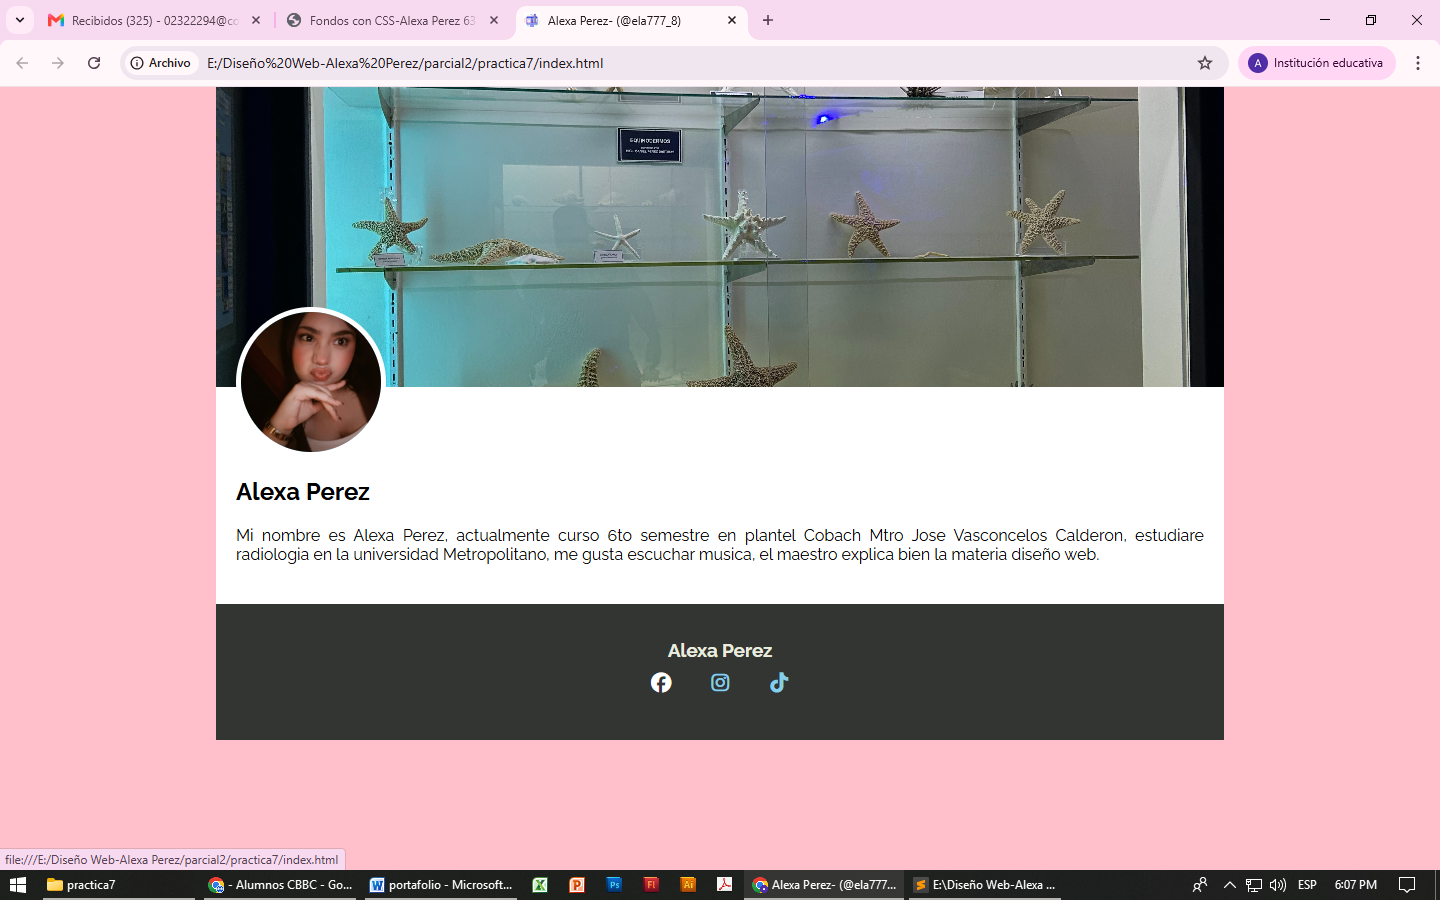 Recibidos (325) - 02322294@co
Fondos con CSS-Alexa Perez 63
Alexa Perez- (@ela777_8)
Archivo
E:/Diseño%20Web-Alexa%20Perez/parcial2/practica7/index.html
A
Institución educativa
EQUINODERMOS
Alexa Perez
Mi nombre es Alexa Perez, actualmente curso 6to semestre en plantel Cobach Mtro Jose Vasconcelos Calderon, estudiare
radiologia en la universidad Metropolitano, me gusta escuchar musica, el maestro explica bien la materia diseño web.
Alexa Perez
file:///E:/Diseño Web-Alexa Perez/parcial2/practica7/index.html
practica7
- Alumnos CBBC - Go...
portafolio - Microsoft...
Ps
Fl
Ai
Alexa Perez- (@ela777...
E:\Diseño Web-Alexa ...
ESP
6:07 PM